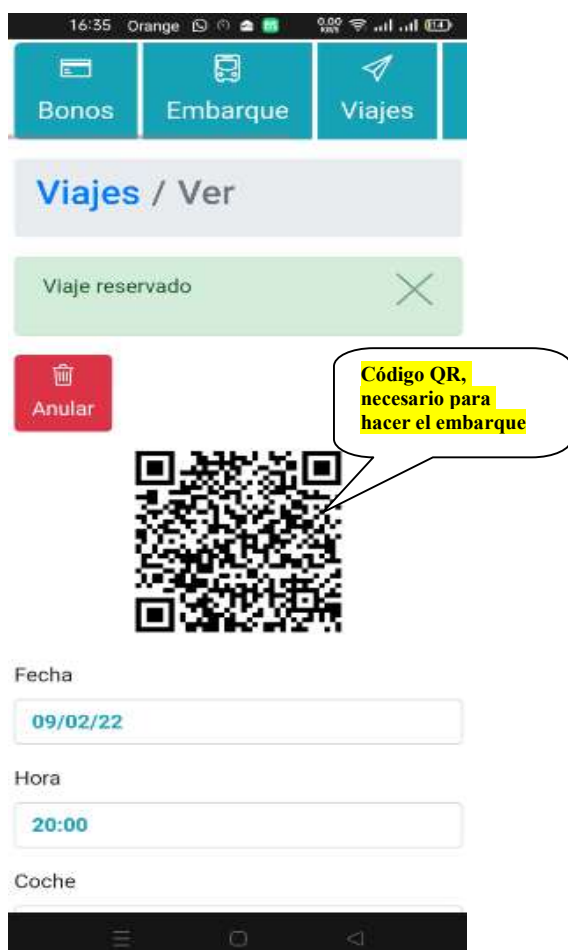 16:35 Orange
Bonos
Embarque
Viajes
Viajes / Ver
Viaje reservado
Anular
Código QR,
necesario para
hacer el embarque
Fecha
09/02/22
Hora
20:00
Coche